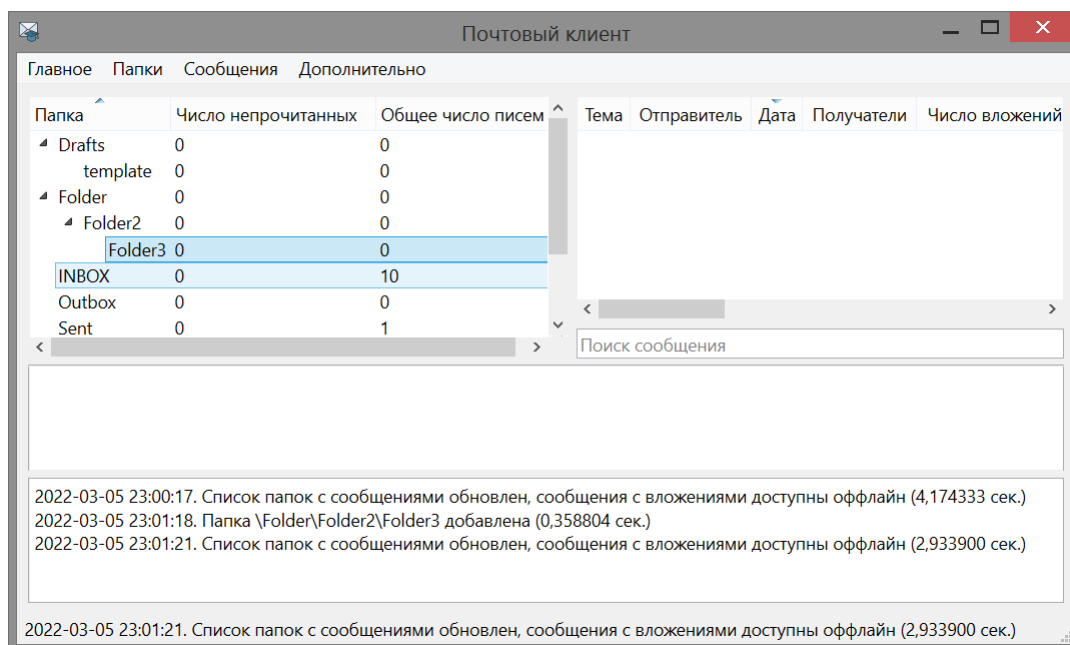 Почтовый клиент
Главное Папки Сообщения Дополнительно
Папка Число непрочитанных Общее число писем
Drafts 0 0
template 0 0
Folder 0 0
Folder2 0 0
Folder3 0 0
INBOX 0 10
Outbox 0 0
Sent 0 1
Тема Отправитель Дата Получатели Число вложений
Поиск сообщения
2022-03-05 23:00:17. Список папок с сообщениями обновлен, сообщения с вложениями доступны оффлайн (4,174333 сек.)
2022-03-05 23:01:18. Папка \Folder\Folder2\Folder3 добавлена (0,358804 сек.)
2022-03-05 23:01:21. Список папок с сообщениями обновлен, сообщения с вложениями доступны оффлайн (2,933900 сек.)
2022-03-05 23:01:21. Список папок с сообщениями обновлен, сообщения с вложениями доступны оффлайн (2,933900 сек.)